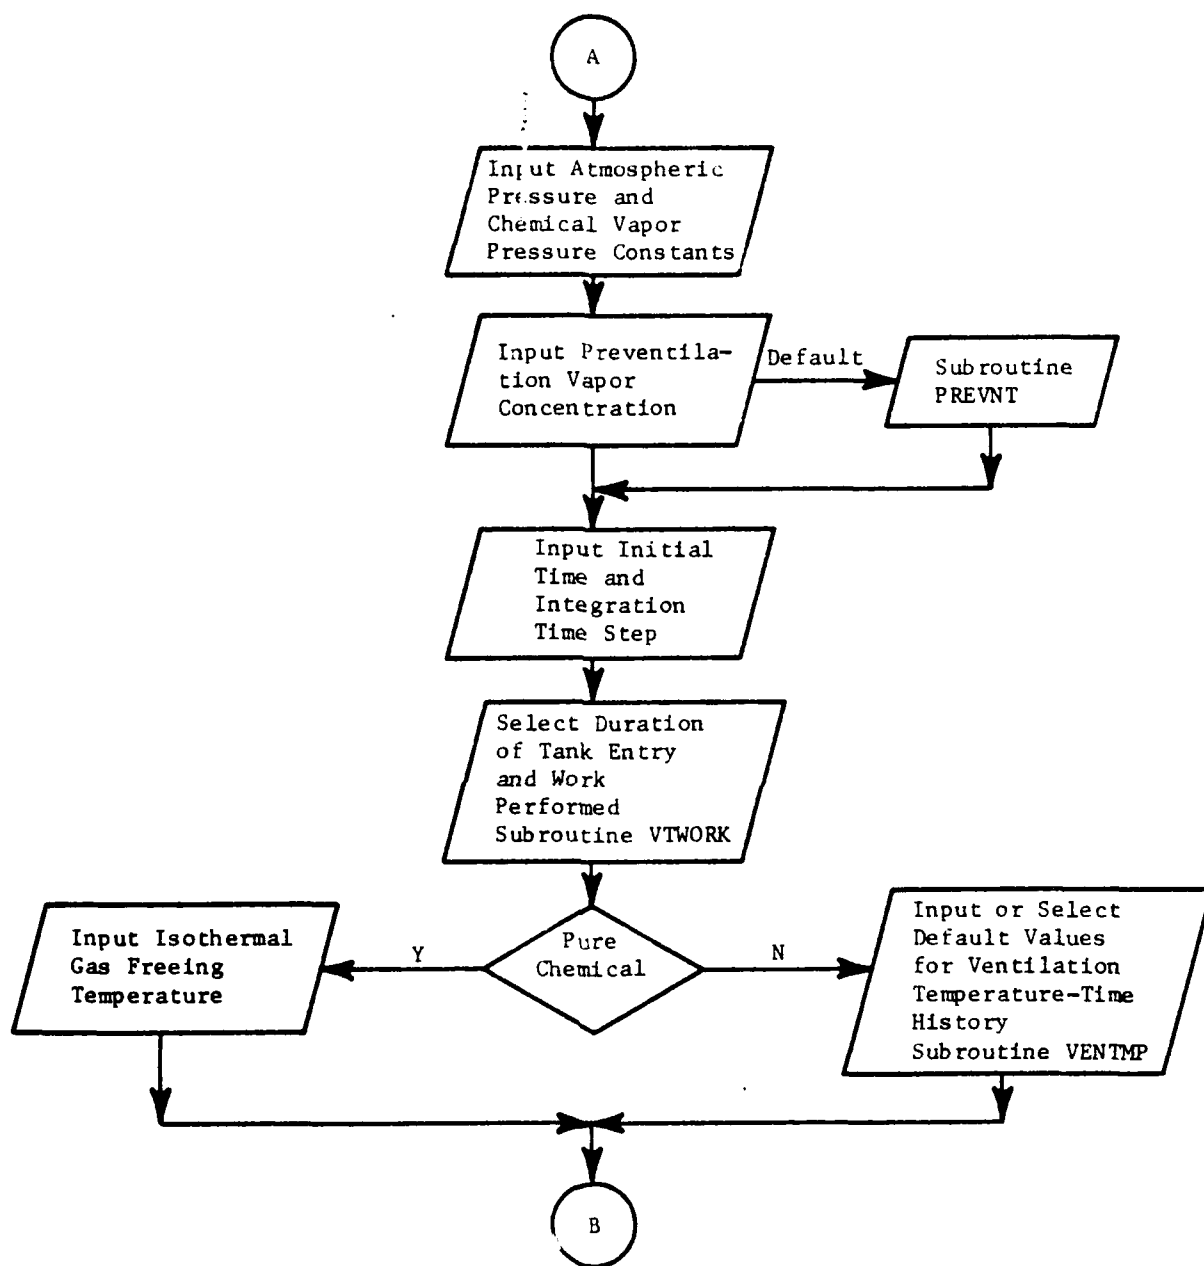 A
Input Atmospheric
Pressure and
Chemical Vapor
Pressure Constants
Input Preventila-
tion Vapor
Concentration
Default
Subroutine
PREVNT
Input Initial
Time and
Integration
Time Step
Select Duration
of Tank Entry
and Work
Performed
Subroutine VTWORK
Pure
Chemical
Y
N
Input Isothermal
Gas Freeing
Temperature
Input or Select
Default Values
for Ventilation
Temperature-Time
History
Subroutine VENTMP
B